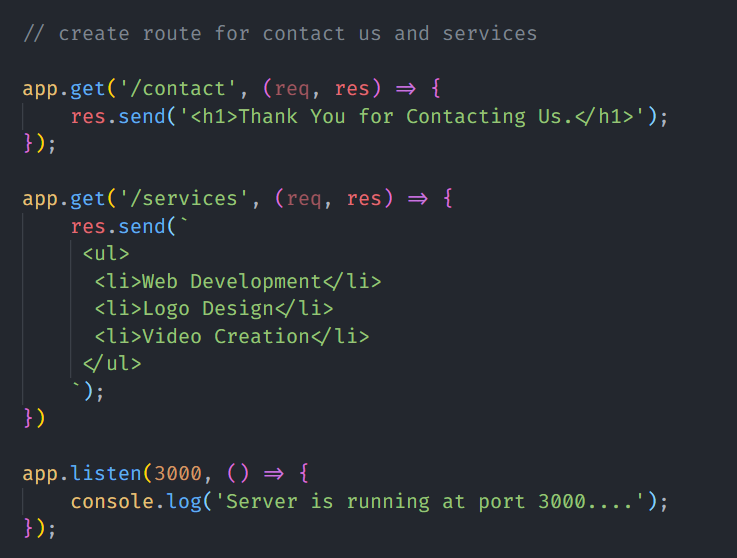 // create route for contact us and services
app.get('/contact', (req, res) => {
    res.send('<h1>Thank You for Contacting Us.</h1>');
});
app.get('/services', (req, res) => {
    res.send(`
     <ul>
      <li>Web Development</li>
      <li>Logo Design</li>
      <li>Video Creation</li>
     </ul>
    `);
})
app.listen(3000, () => {
    console.log('Server is running at port 3000....');
});